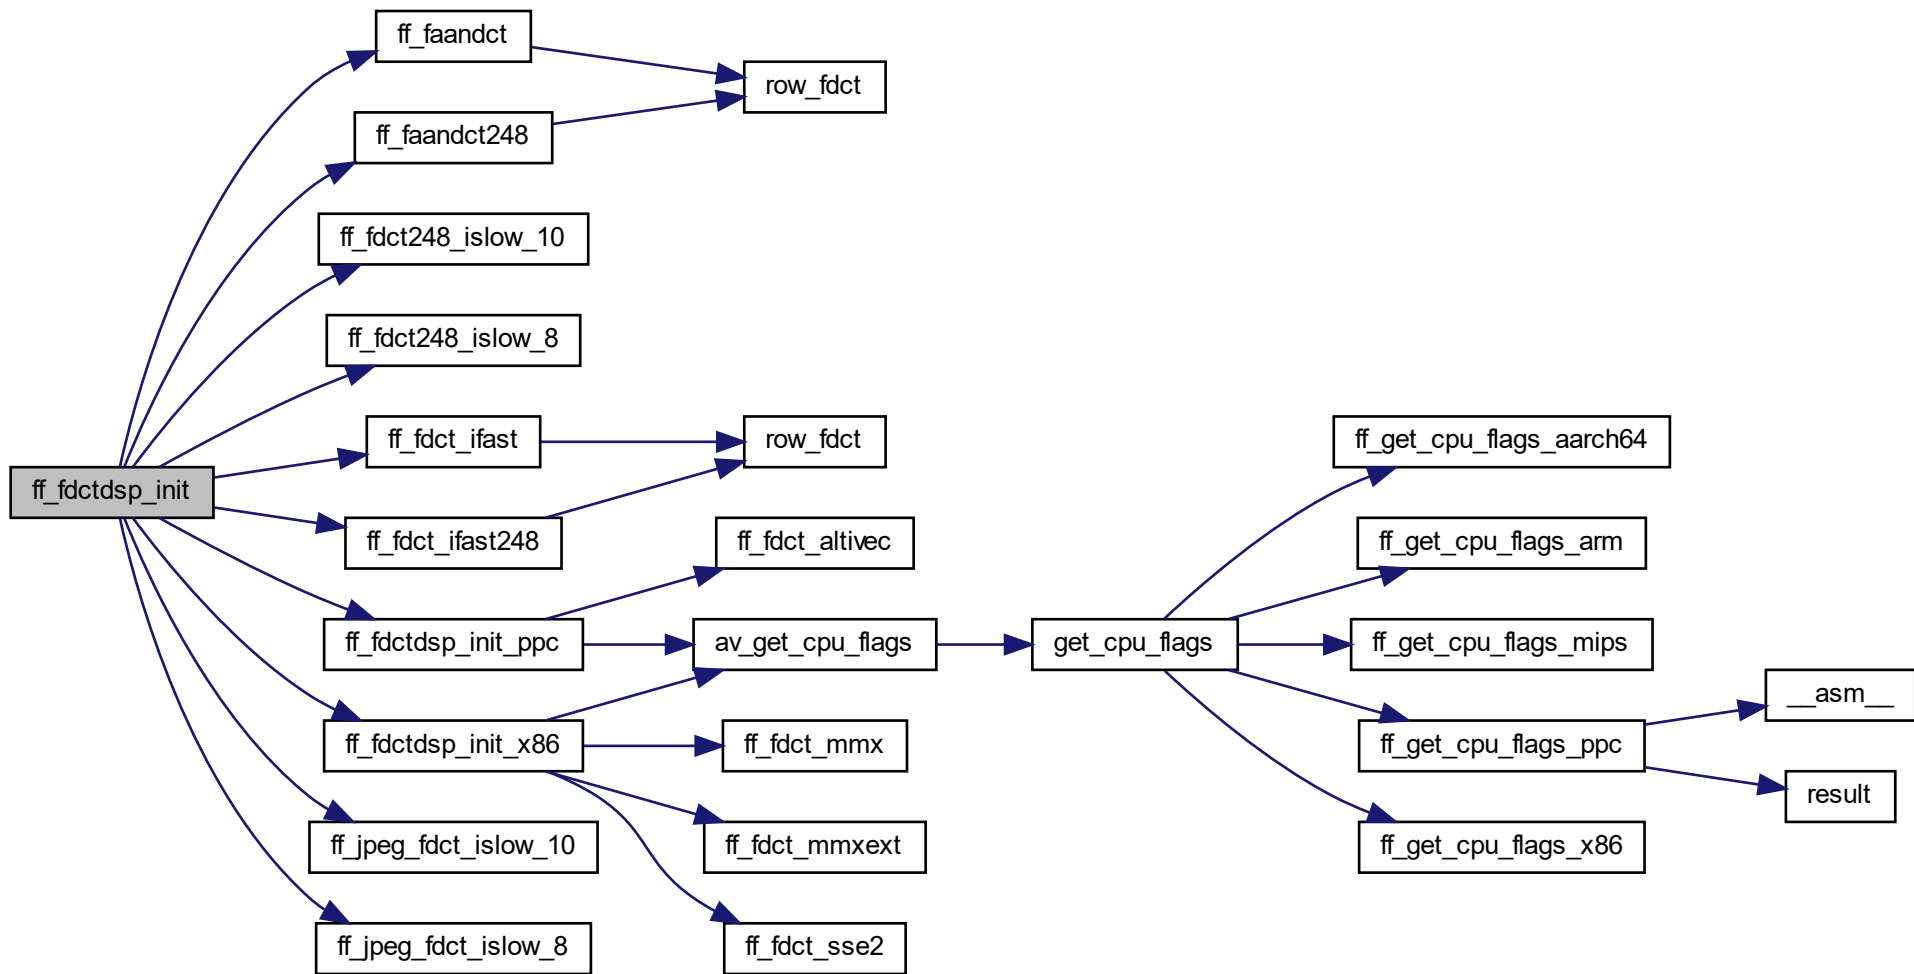 ff_fdctdsp_init
ff_faandct
ff_faandct248
ff_fdct248_islow_10
ff_fdct248_islow_8
ff_fdct_ifast
ff_fdct_ifast248
ff_fdctdsp_init_ppc
ff_fdctdsp_init_x86
ff_jpeg_fdct_islow_10
ff_jpeg_fdct_islow_8
row_fdct
row_fdct
ff_fdct_altivec
av_get_cpu_flags
ff_fdct_mmx
ff_fdct_mmxext
ff_fdct_sse2
get_cpu_flags
ff_get_cpu_flags_aarch64
ff_get_cpu_flags_arm
ff_get_cpu_flags_mips
ff_get_cpu_flags_ppc
ff_get_cpu_flags_x86
__asm__
result